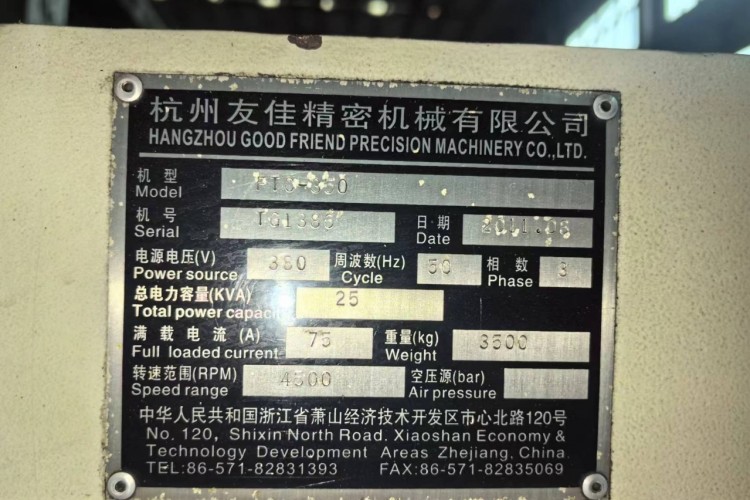 杭州友佳精密机械有限公司
HANGZHOU GOOD FRIEND PRECISION MACHINERY CO.,LTD.
机型
Model
机号
Serial
日期
Date 2011.08
电源电压(V) 380 周波数(Hz) 50 相数 3
Power source Cycle Phase
总电力容量(KVA) 25
Total power capacit
满载电流(A) 75 重量(kg) 3500
Full loaded current Weight
转速范围(RPM) 4500 空压源(bar)
Speed range Air pressure
中华人民共和国浙江省萧山经济技术开发区市心北路120号
No. 120, Shixin North Road. Xiaoshan Economy &
Technology Development Areas Zhejiang, China.
TEL:86-571-82831393 FAX:86-571-82835069